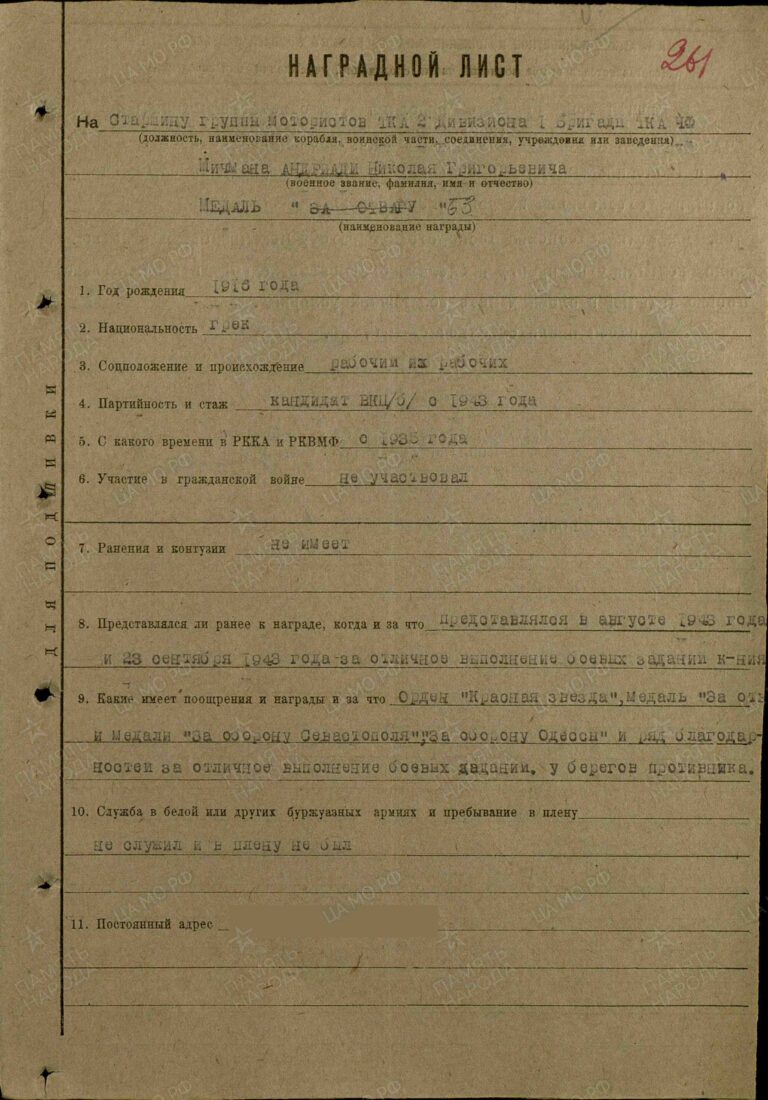 НАГРАДНОЙ ЛИСТ
261
На Старшину группы мотористов ТКА 2 Дивизиона 1 Бригады ТКА ЧФ
(должность, наименование корабля, воинской части, соединения, учреждения или заведения)
Мичмана АНДРИАДИ Николая Григорьевича
(военное звание, фамилия, имя и отчество)
МЕДАЛЬ " ЗА ОТВАГУ "
(наименование награды)
1. Год рождения 1916 года
2. Национальность грек
3. Соцположение и происхождение рабочий из рабочих
4. Партийность и стаж кандидат ВКП/б/ с 1943 года
5. С какого времени в РККА и РКВМФ с 1935 года
6. Участие в гражданской войне не участвовал
7. Ранения и контузии не имеет
8. Представлялся ли ранее к награде, когда и за что представлялся в августе 1943 года
и 23 сентября 1943 года за отличное выполнение боевых заданий к-ния
9. Какие имеет поощрения и награды и за что Орден "Красная звезда", Медаль "За от
и Медали "За оборону Севастополя","За оборону Одессы" и ряд благодар-
ностей за отличное выполнение боевых даданий, у берегов противника.
10. Служба в белой или других буржуазных армиях и пребывание в плену
не служил и в плену не был
11. Постоянный адрес
ДЛЯ ПОДШИВКИ
ПАМЯТЬ НАРОДА
ЦАМО.РФ